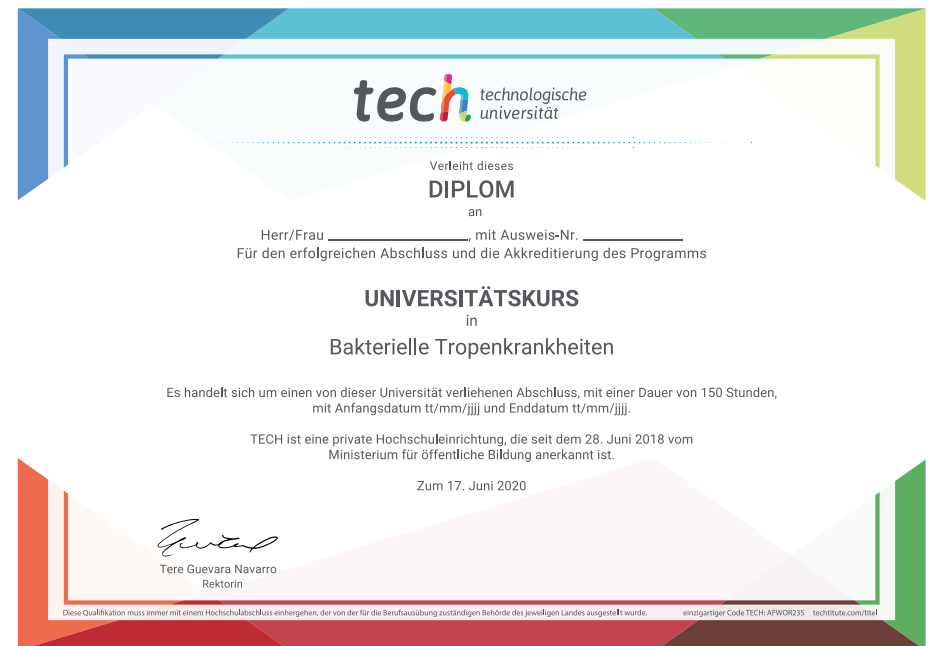 tech technologische
universität
Verleiht dieses
DIPLOM
an
Herr/Frau ____________________, mit Ausweis-Nr. ______________
Für den erfolgreichen Abschluss und die Akkreditierung des Programms
UNIVERSITÄTSKURS
in
Bakterielle Tropenkrankheiten
Es handelt sich um einen von dieser Universität verliehenen Abschluss, mit einer Dauer von 150 Stunden,
mit Anfangsdatum tt/mm/jjjj und Enddatum tt/mm/jjjj.
TECH ist eine private Hochschuleinrichtung, die seit dem 28. Juni 2018 vom
Ministerium für öffentliche Bildung anerkannt ist.
Zum 17. Juni 2020
Tere Guevara Navarro
Rektorin
Diese Qualifikation muss immer mit einem Hochschulabschluss einhergehen, der von der für die Berufsausübung zuständigen Behörde des jeweiligen Landes ausgestellt wurde. einzigartiger Code TECH: AFWOR235 techtitute.com/titel